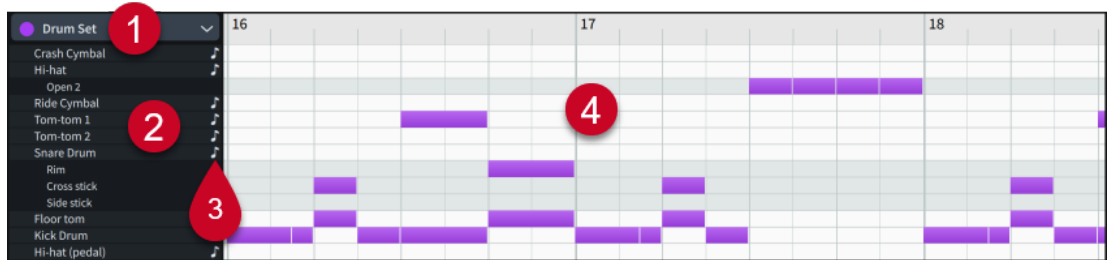 Drum Set
1
16
17
18
Crash Cymbal
Hi-hat
Open 2
Ride Cymbal
Tom-tom 1
2
4
Tom-tom 2
Snare Drum
Rim
Cross stick
Side stick
3
Floor tom
Kick Drum
Hi-hat (pedal)